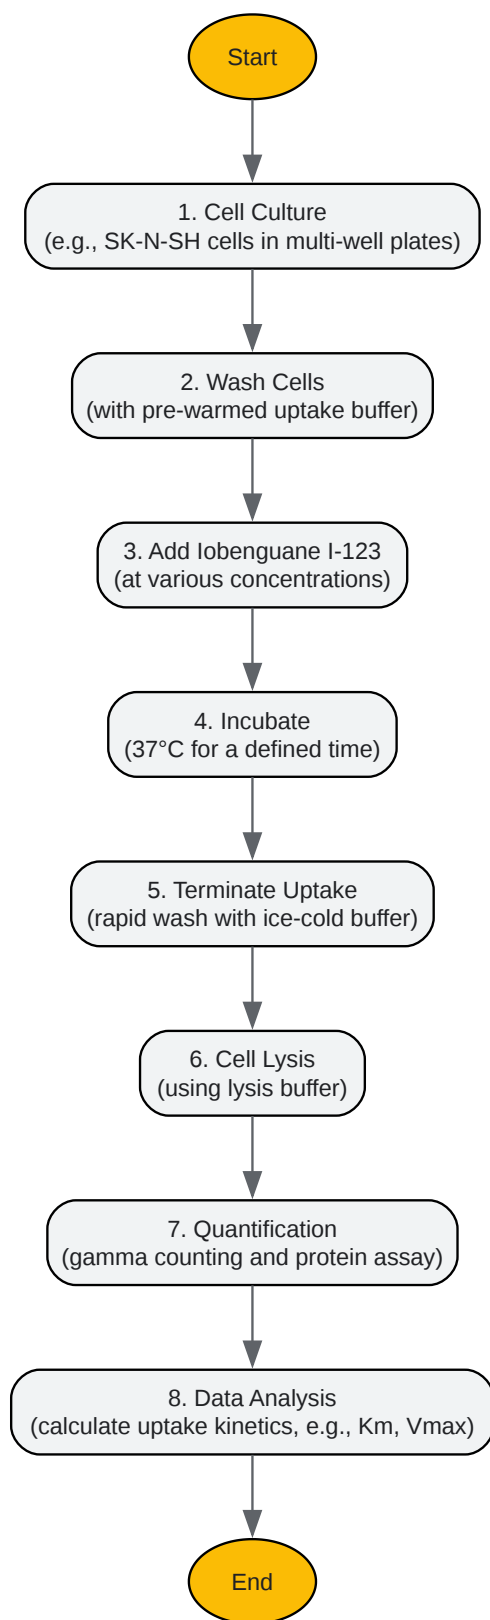 Start
1. Cell Culture
(e.g., SK-N-SH cells in multi-well plates)
2. Wash Cells
(with pre-warmed uptake buffer)
3. Add Iobenguane I-123
(at various concentrations)
4. Incubate
(37°C for a defined time)
5. Terminate Uptake
(rapid wash with ice-cold buffer)
6. Cell Lysis
(using lysis buffer)
7. Quantification
(gamma counting and protein assay)
8. Data Analysis
(calculate uptake kinetics, e.g., Km, Vmax)
End